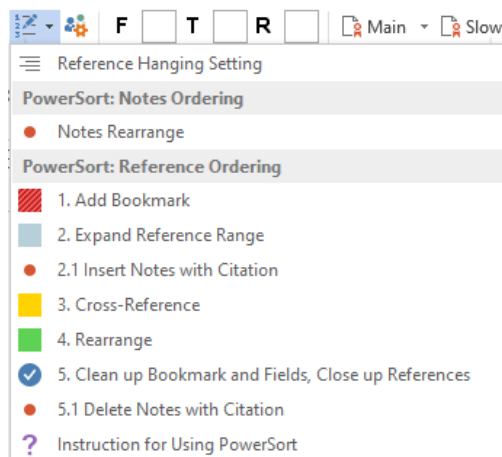 F T R Main Slow
Reference Hanging Setting
PowerSort: Notes Ordering
Notes Rearrange
PowerSort: Reference Ordering
1. Add Bookmark
2. Expand Reference Range
2.1 Insert Notes with Citation
3. Cross-Reference
4. Rearrange
5. Clean up Bookmark and Fields, Close up References
5.1 Delete Notes with Citation
? Instruction for Using PowerSort